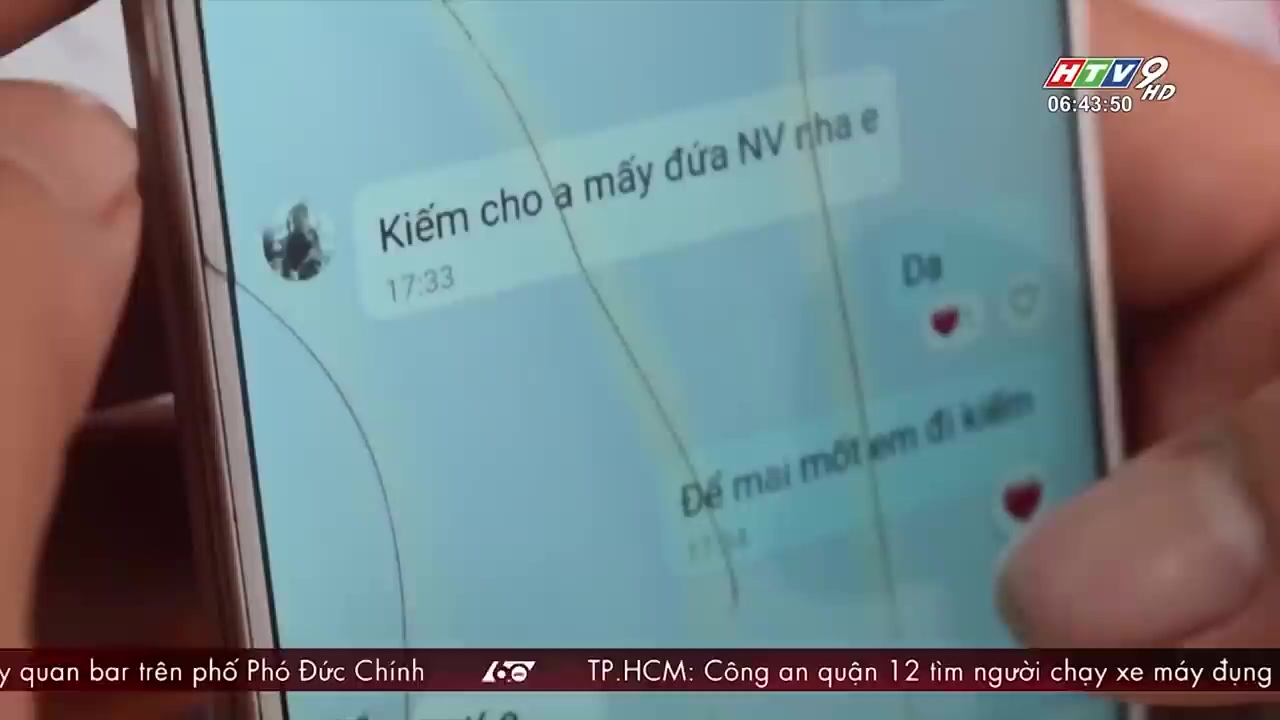 HTV9
HD
06:43:50
Kiếm cho a mấy đứa NV nha e
17:33
Dạ
Để mai mốt em đi kiếm
y quan bar trên phố Phó Đức Chính
TP.HCM: Công an quận 12 tìm người chạy xe máy đụng